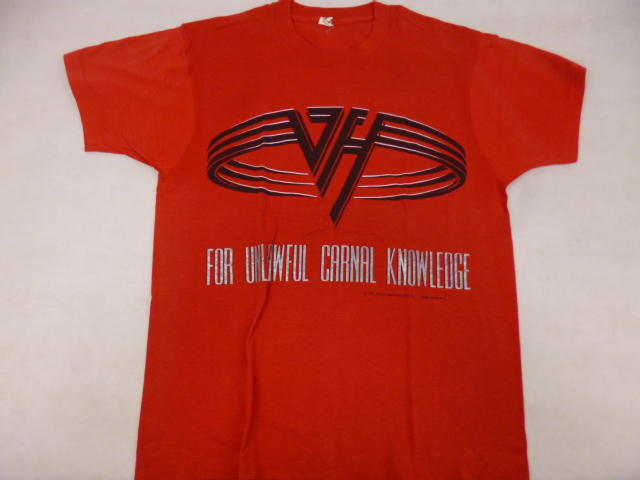 VH
FOR UNLAWFUL CARNAL KNOWLEDGE